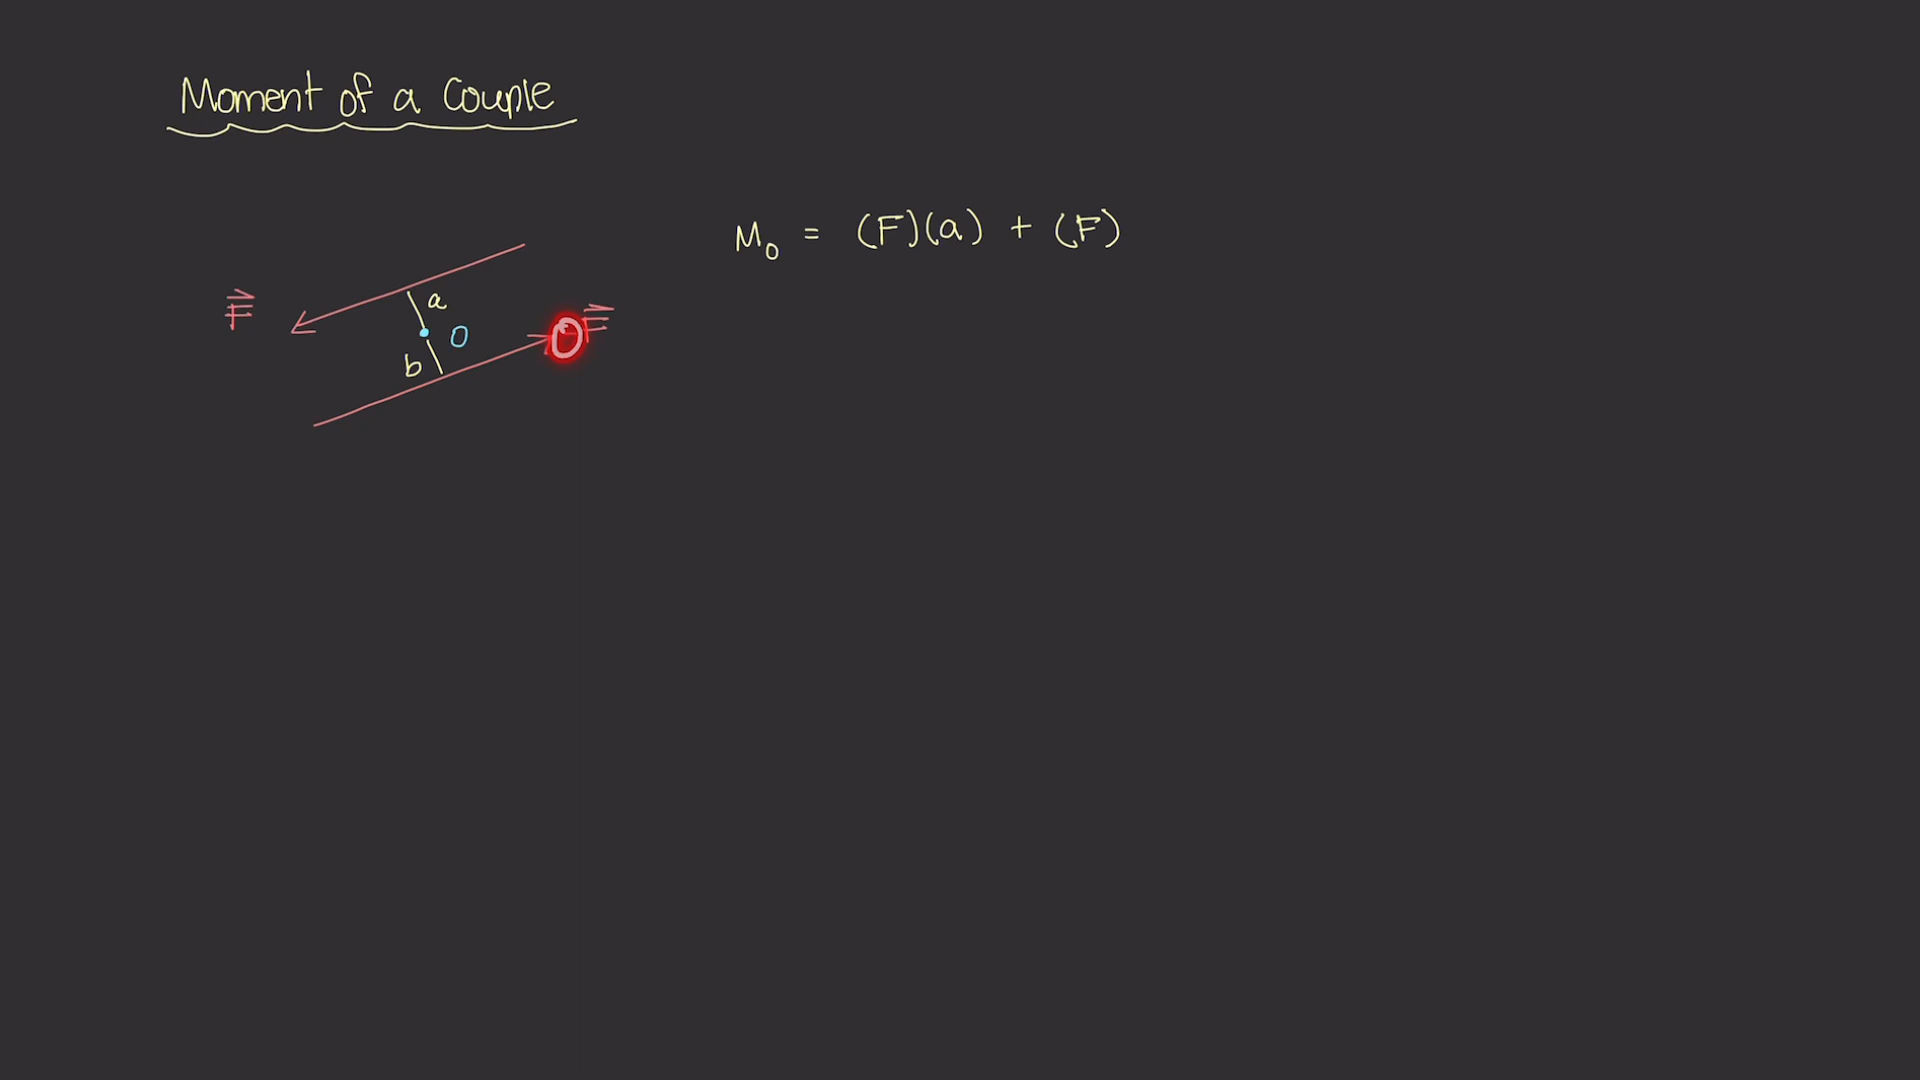 Moment of a Couple
M₀ = (F)(a) + (F)
F⃗
a
O
b
F⃗